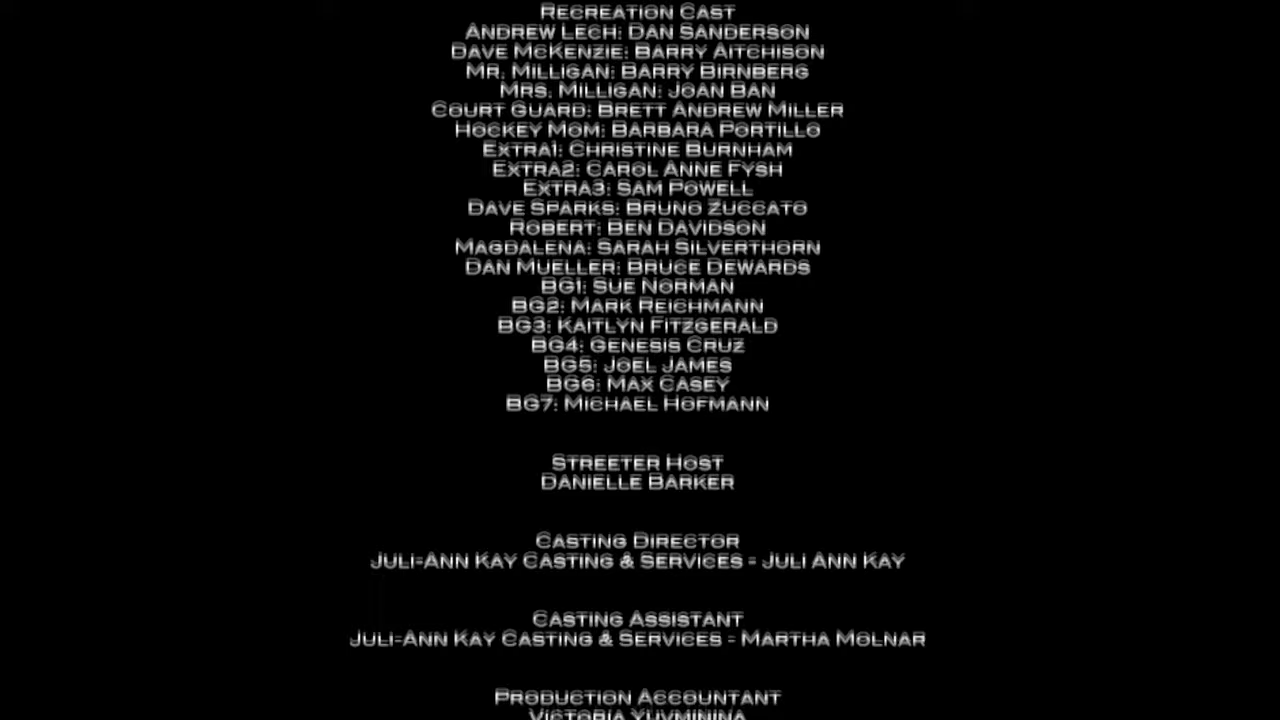 Recreation Cast
Andrew Lech: Dan Sanderson
Dave McKenzie: Barry Aitchison
Mr. Milligan: Barry Birnberg
Mrs. Milligan: Joan Ban
Court Guard: Brett Andrew Miller
Hockey Mom: Barbara Portillo
Extra1: Christine Burnham
Extra2: Carol Anne Fysh
Extra3: Sam Powell
Dave Sparks: Bruno Zuccato
Robert: Ben Davidson
Magdalena: Sarah Silverthorn
Dan Mueller: Bruce Dewards
BG1: Sue Norman
BG2: Mark Reichmann
BG3: Kaitlyn Fitzgerald
BG4: Genesis Cruz
BG5: Joel James
BG6: Max Casey
BG7: Michael Hofmann
Streeter Host
Danielle Barker
Casting Director
Juli-Ann Kay Casting & Services - Juli Ann Kay
Casting Assistant
Juli-Ann Kay Casting & Services - Martha Molnar
Production Accountant
Victoria